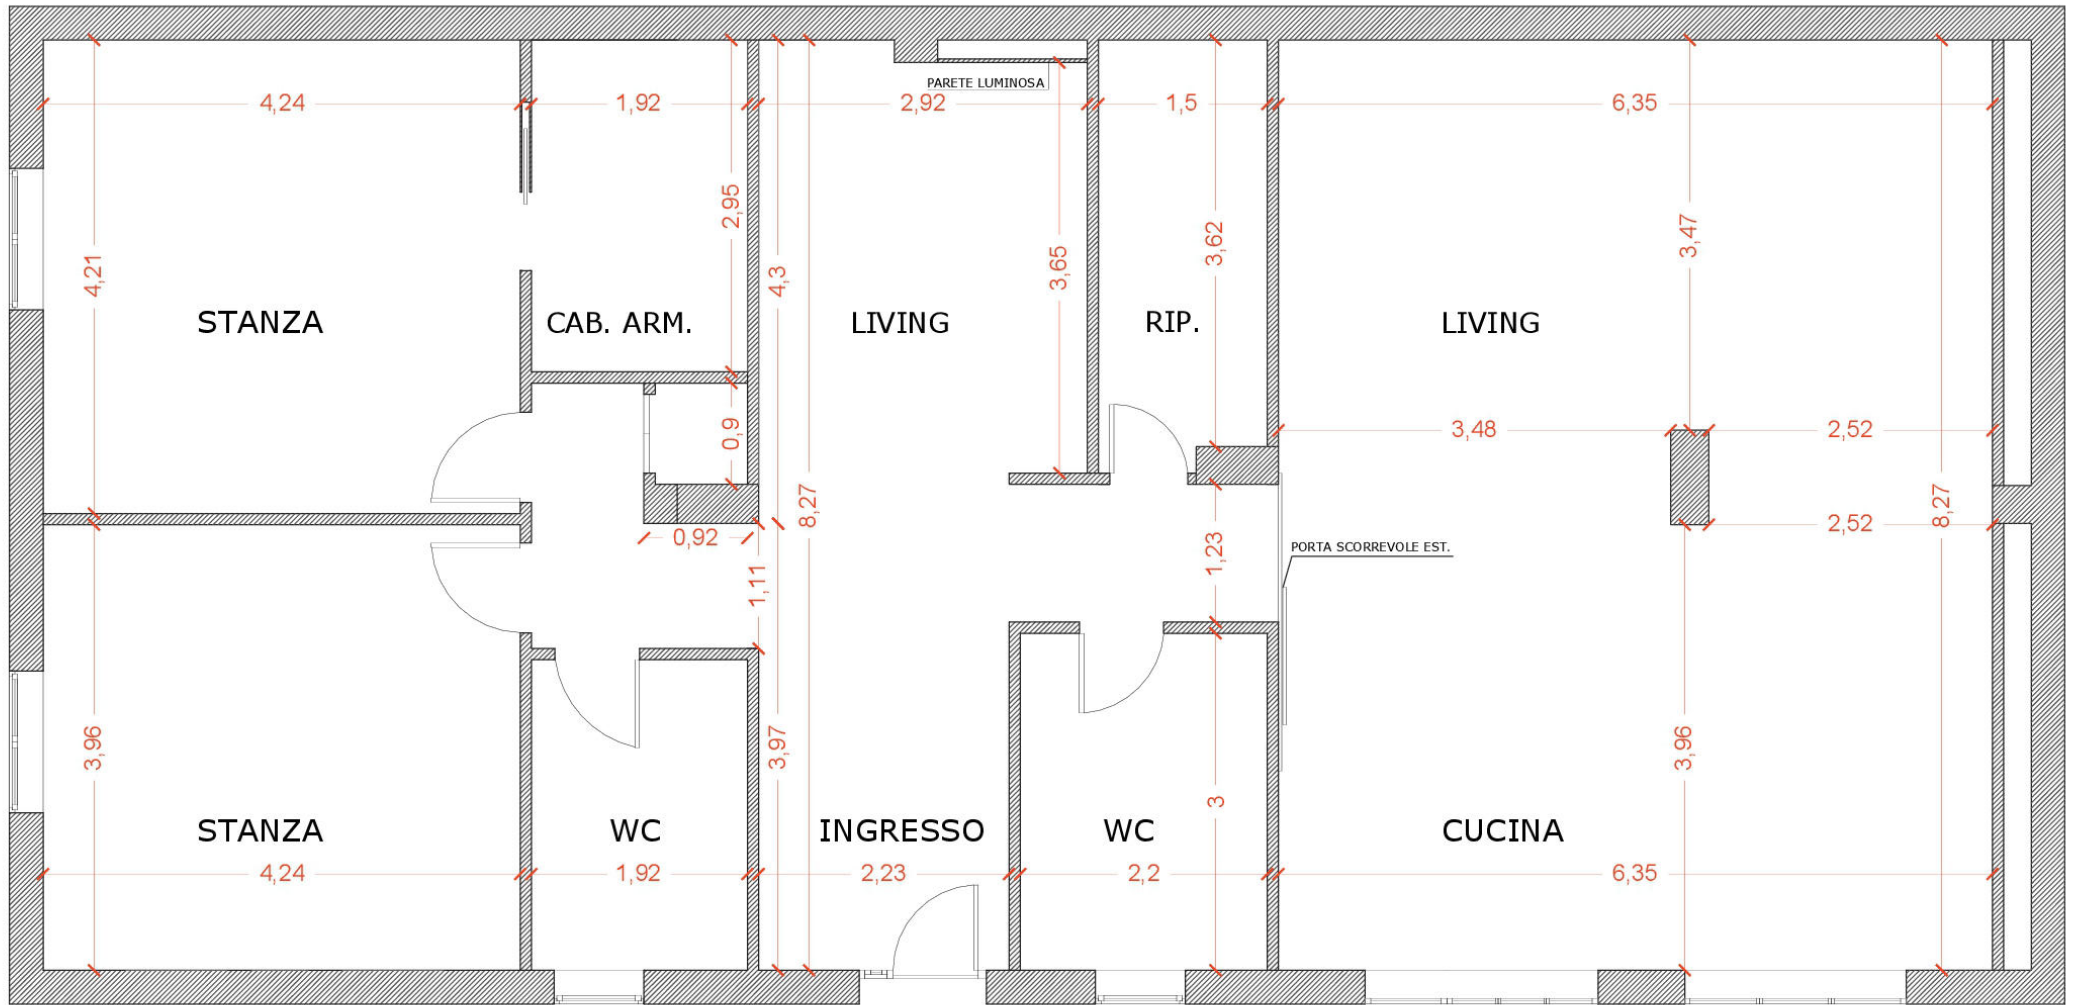 PARETE LUMINOSA
4,24
1,92
2,92
1,5
6,35
2,95
3,47
3,62
4,21
4,3
3,65
STANZA
CAB. ARM.
LIVING
RIP.
LIVING
0,9
3,48
2,52
8,27
8,27
0,92
2,52
1,23
PORTA SCORREVOLE EST.
1,11
3,96
3,97
3,96
3
STANZA
WC
INGRESSO
WC
CUCINA
4,24
1,92
2,23
2,2
6,35